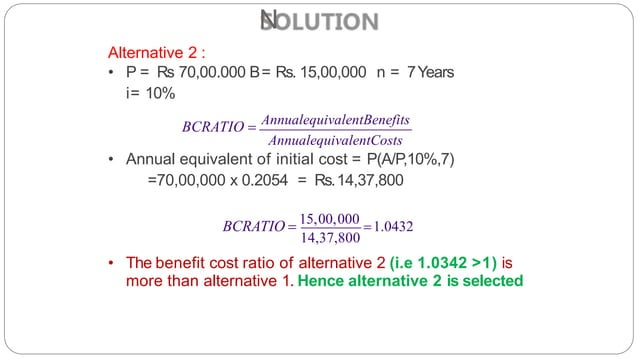 SOLUTION
N
Alternative 2 :
• P = Rs 70,00.000 B= Rs. 15,00,000 n = 7Years
i= 10%
BCRATIO = AnnualequivalentBenefits / AnnualequivalentCosts
• Annual equivalent of initial cost = P(A/P,10%,7)
=70,00,000 x 0.2054 = Rs.14,37,800
BCRATIO = 15,00,000 / 14,37,800 = 1.0432
• The benefit cost ratio of alternative 2 (i.e 1.0342 >1) is
more than alternative 1. Hence alternative 2 is selected